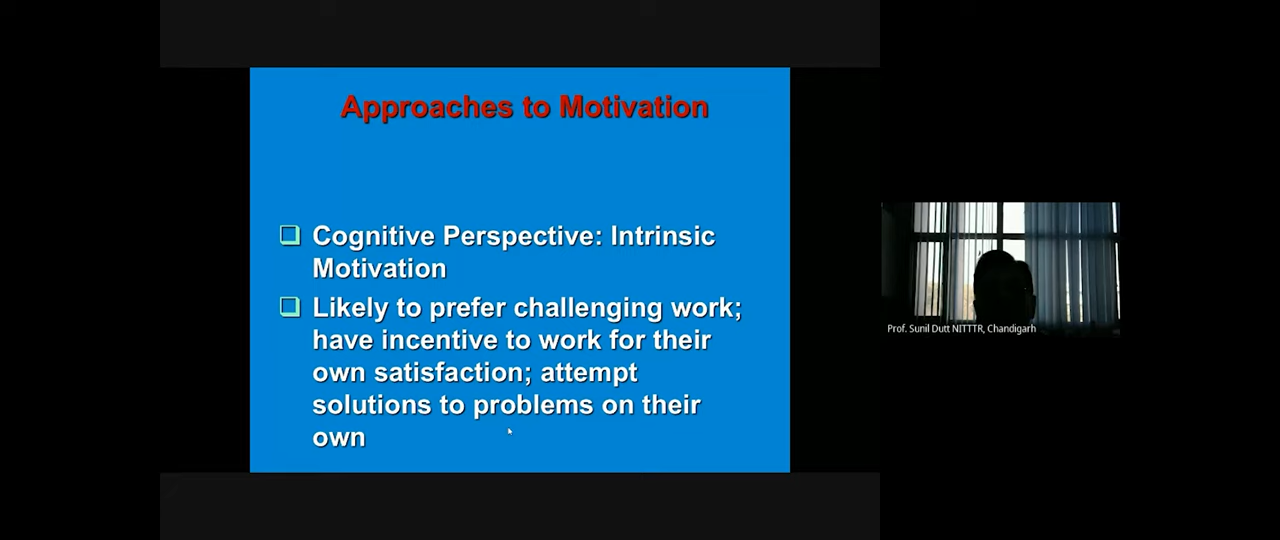 Approaches to Motivation
Cognitive Perspective: Intrinsic
Motivation
Likely to prefer challenging work;
have incentive to work for their
own satisfaction; attempt
solutions to problems on their
own
Prof. Sunil Dutt NITTTR, Chandigarh